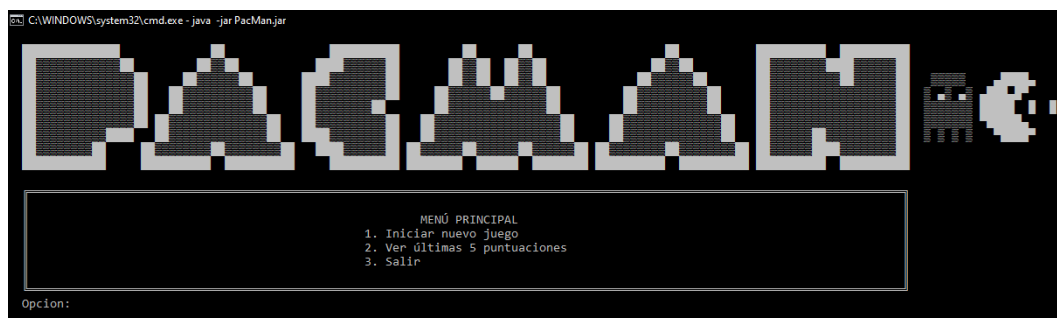 C:\WINDOWS\system32\cmd.exe - java -jar PacMan.jar
PACMAN
MENÚ PRINCIPAL
1. Iniciar nuevo juego
2. Ver últimas 5 puntuaciones
3. Salir
Opcion: